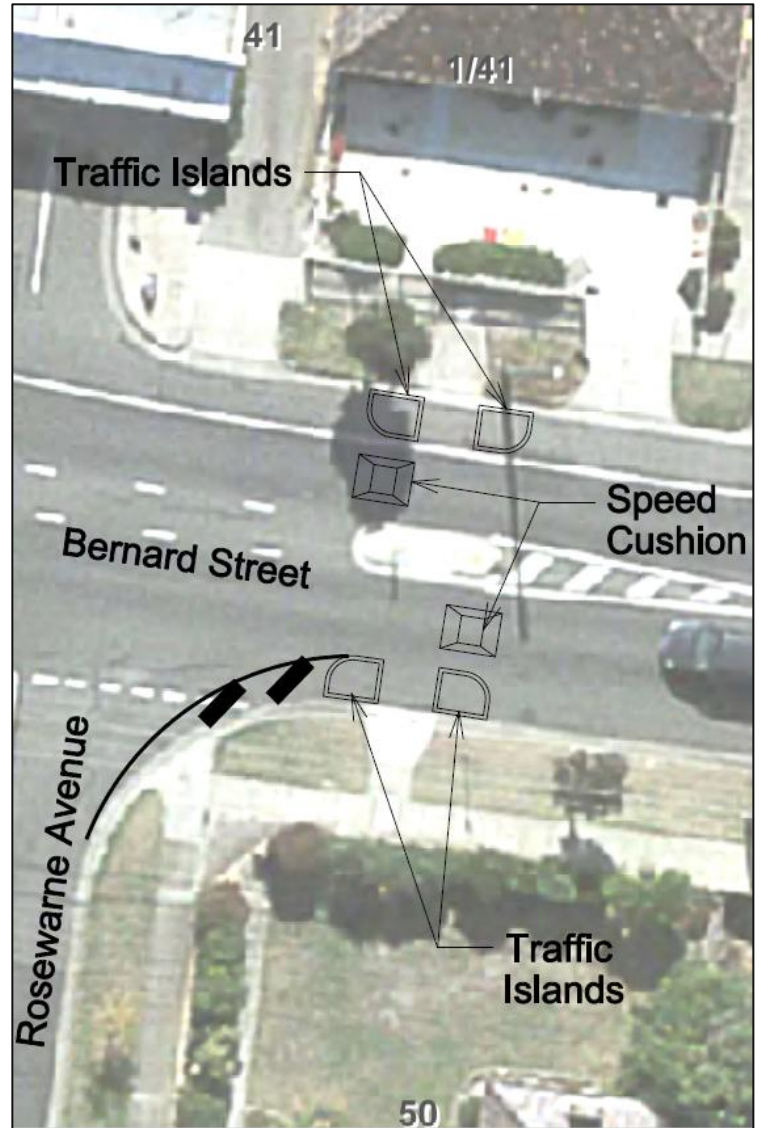 41
1/41
Traffic Islands
Speed
Cushion
Bernard Street
Rosewarne Avenue
Traffic
Islands
50